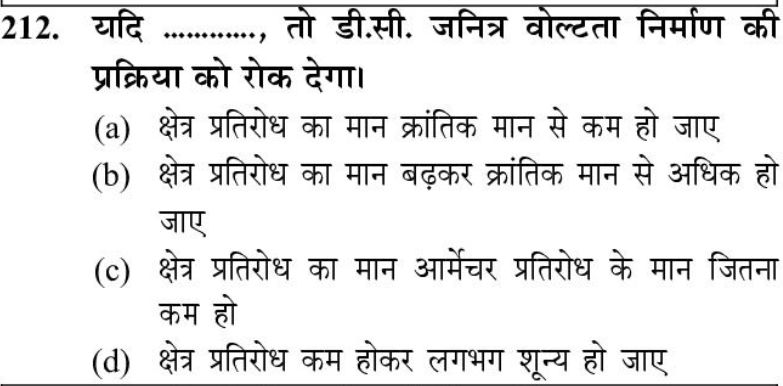 212. यदि ............., तो डी.सी. जनित्र वोल्टता निर्माण की
प्रक्रिया को रोक देगा।
(a) क्षेत्र प्रतिरोध का मान क्रांतिक मान से कम हो जाए
(b) क्षेत्र प्रतिरोध का मान बढ़कर क्रांतिक मान से अधिक हो
जाए
(c) क्षेत्र प्रतिरोध का मान आर्मेचर प्रतिरोध के मान जितना
कम हो
(d) क्षेत्र प्रतिरोध कम होकर लगभग शून्य हो जाए